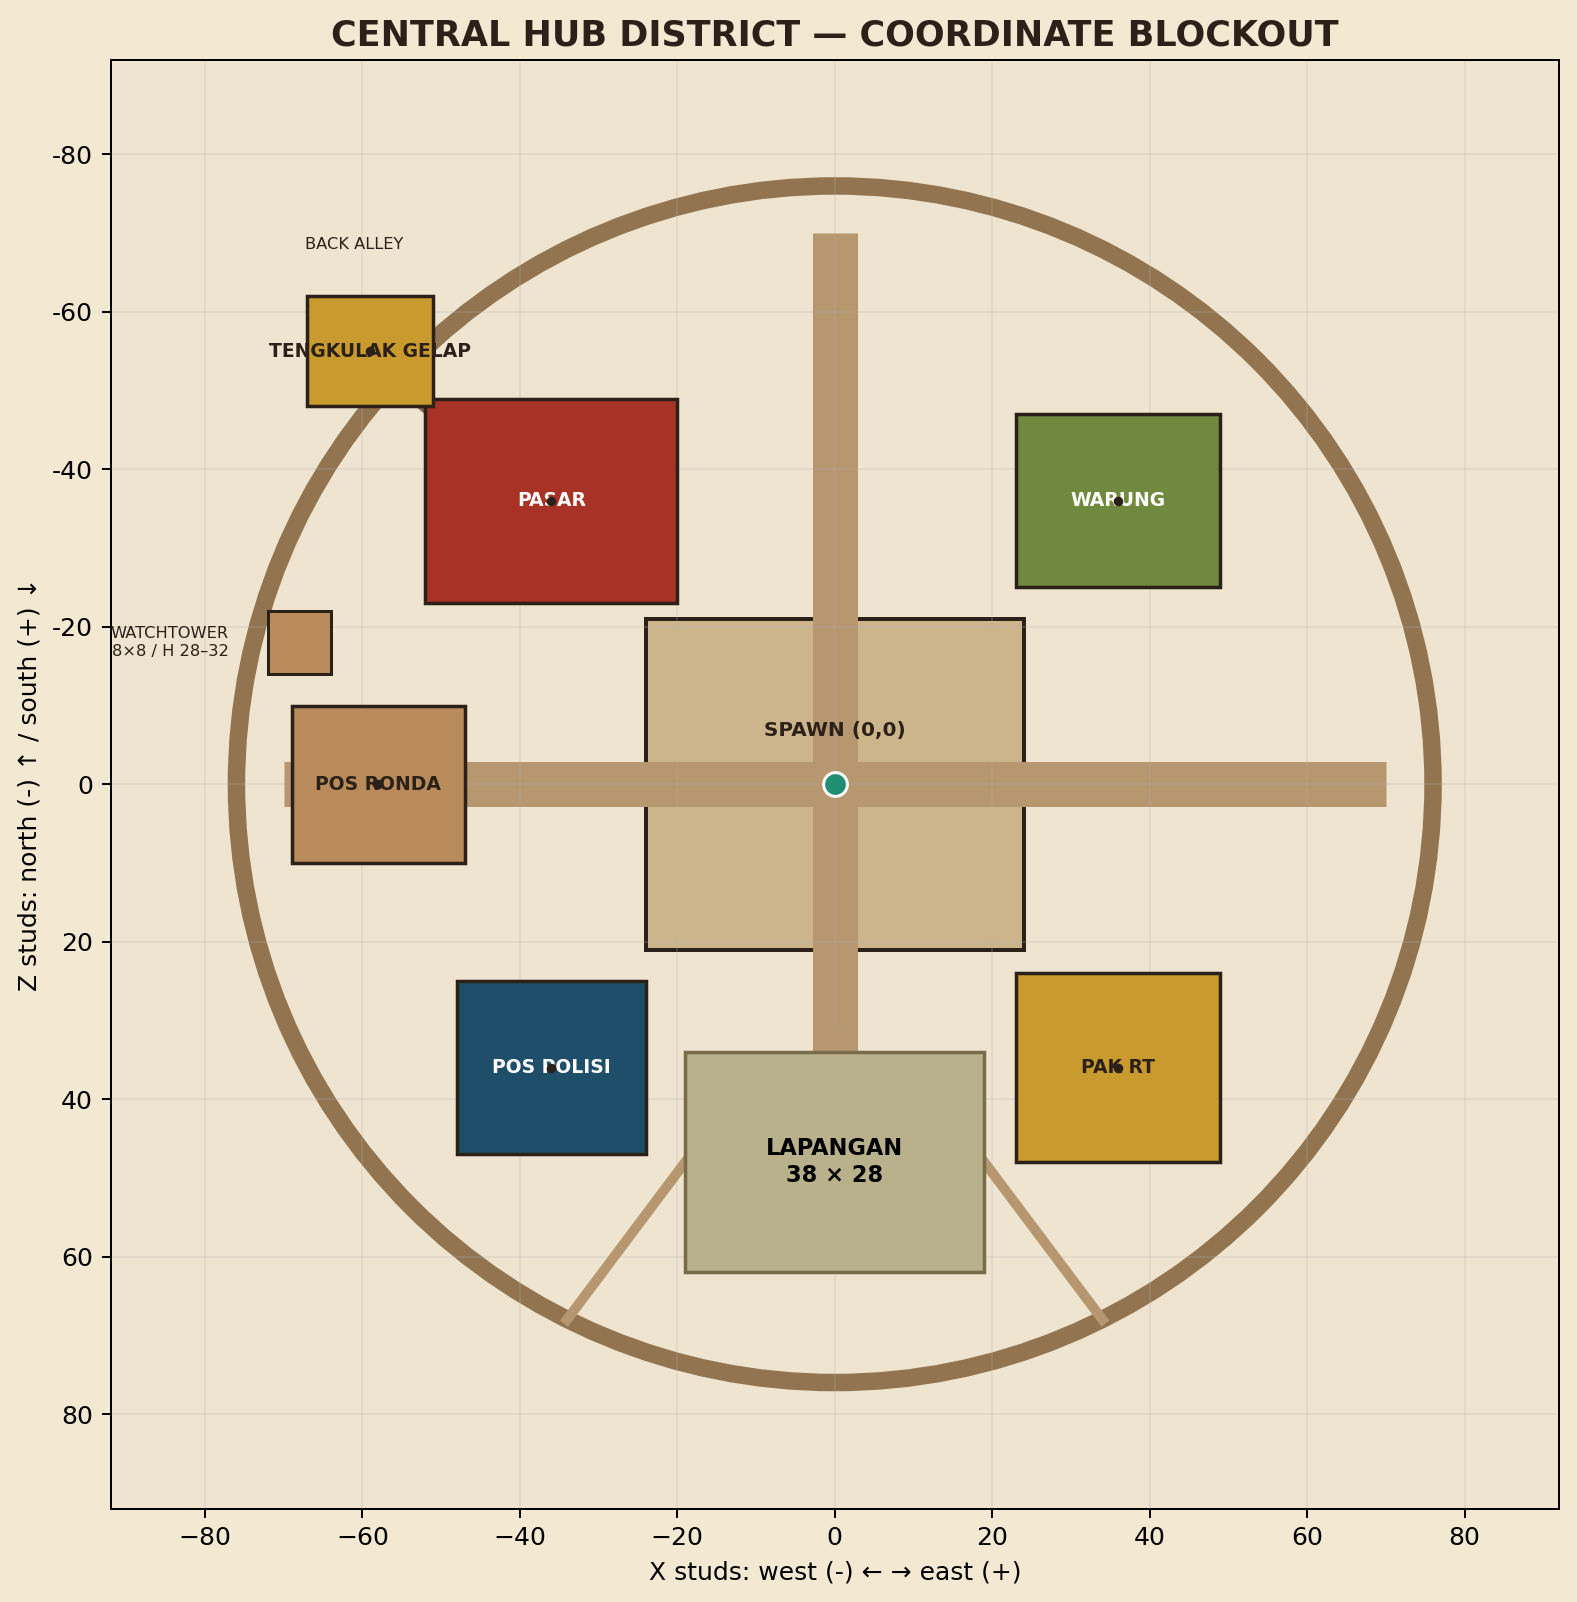 CENTRAL HUB DISTRICT — COORDINATE BLOCKOUT
Z studs: north (-) ↑ / south (+) ↓
-80
-60
-40
-20
0
20
40
60
80
BACK ALLEY
TENGKULAK GELAP
PASAR
WARUNG
WATCHTOWER
8×8 / H 28–32
SPAWN (0,0)
POS RONDA
POS POLISI
PAK RT
LAPANGAN
38 × 28
−80
−60
−40
−20
0
20
40
60
80
X studs: west (-) ← → east (+)